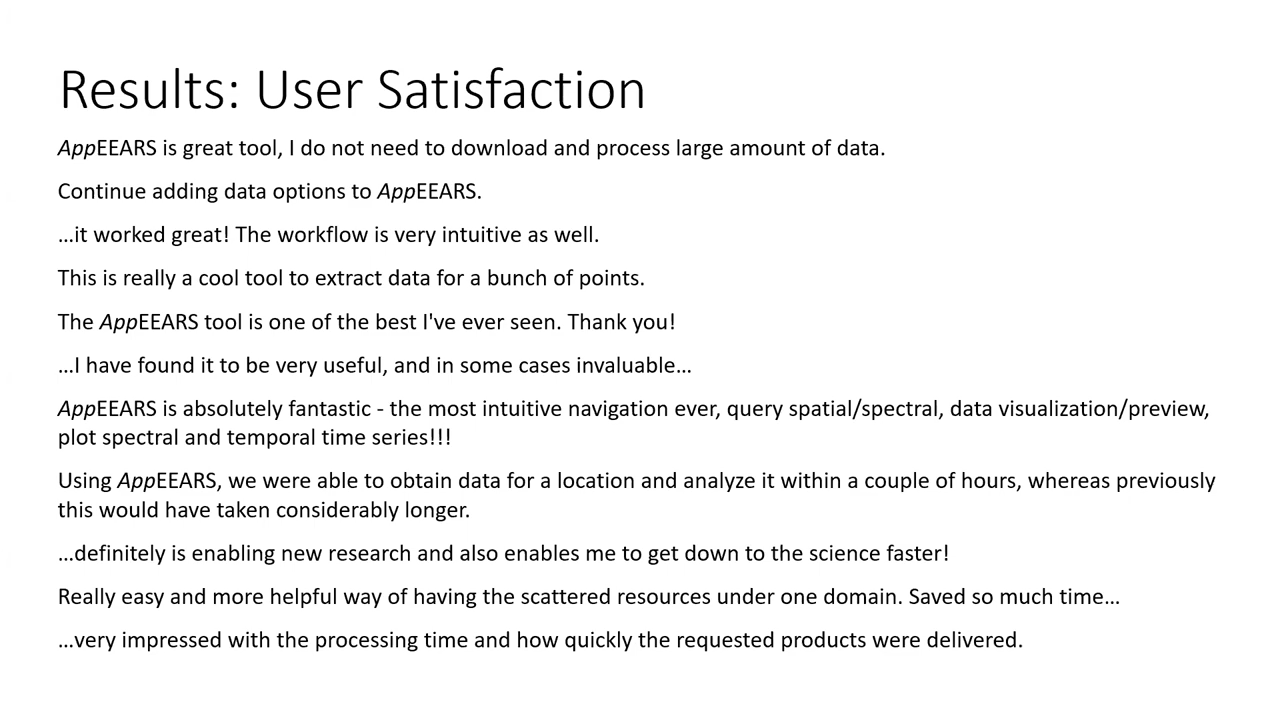 Results: User Satisfaction
AppEEARS is great tool, I do not need to download and process large amount of data.
Continue adding data options to AppEEARS.
…it worked great! The workflow is very intuitive as well.
This is really a cool tool to extract data for a bunch of points.
The AppEEARS tool is one of the best I've ever seen. Thank you!
…I have found it to be very useful, and in some cases invaluable…
AppEEARS is absolutely fantastic - the most intuitive navigation ever, query spatial/spectral, data visualization/preview,
plot spectral and temporal time series!!!
Using AppEEARS, we were able to obtain data for a location and analyze it within a couple of hours, whereas previously
this would have taken considerably longer.
…definitely is enabling new research and also enables me to get down to the science faster!
Really easy and more helpful way of having the scattered resources under one domain. Saved so much time…
…very impressed with the processing time and how quickly the requested products were delivered.